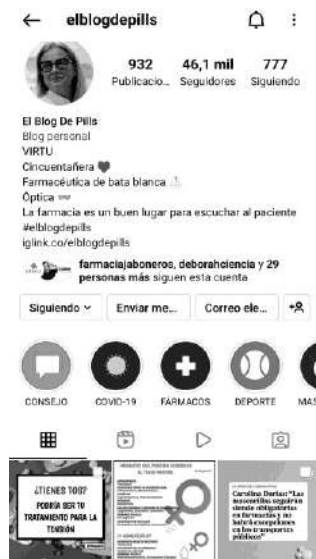 elblogdepills
932 46,1 mil 777
Publicacio... Seguidores Siguiendo
El Blog De Pills
Blog personal
VIRTU
Cincuentañera
Farmacéutica de bata blanca
Óptica
La farmacia es un buen lugar para escuchar al paciente
#elblogdepills
iglink.co/elblogdepills
farmaciajaboneros, deborahciencia y 29
personas más siguen esta cuenta
Siguiendo Enviar me... Correo ele...
CONSEJO COVID-19 FÁRMACOS DEPORTE MAS
¿TIENES TOS?
PODRÍA SER TU
TRATAMIENTO PARA LA
TENSIÓN
Carolina Darias: "Las
mascarillas seguirán
siendo obligatorias
en farmacias y no
habrá excepciones
en los transportes
públicos"